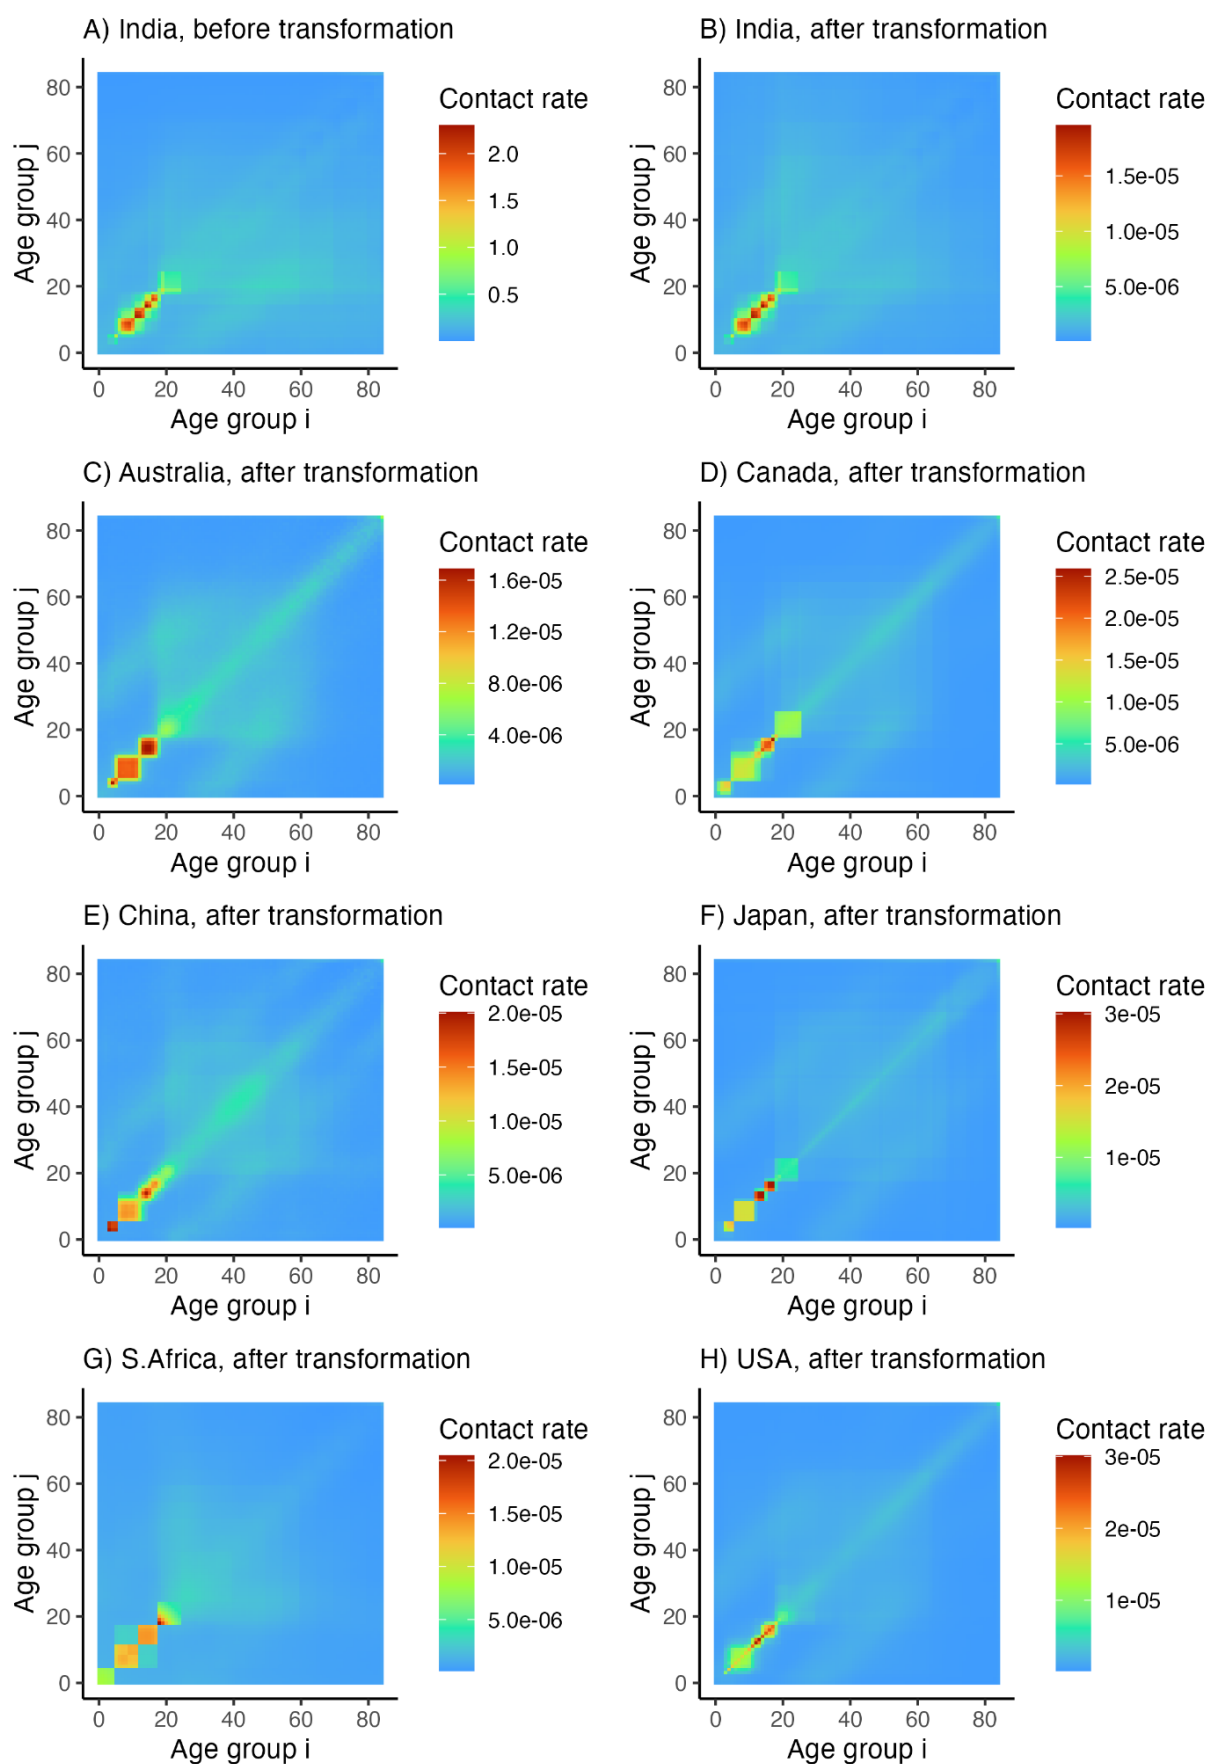 A) India, before transformation
80
60
40
20
0
Age group j
0 20 40 60 80
Age group i
Contact rate
2.0
1.5
1.0
0.5
B) India, after transformation
80
60
40
20
0
Age group j
0 20 40 60 80
Age group i
Contact rate
1.5e-05
1.0e-05
5.0e-06
C) Australia, after transformation
80
60
40
20
0
Age group j
0 20 40 60 80
Age group i
Contact rate
1.6e-05
1.2e-05
8.0e-06
4.0e-06
D) Canada, after transformation
80
60
40
20
0
Age group j
0 20 40 60 80
Age group i
Contact rate
2.5e-05
2.0e-05
1.5e-05
1.0e-05
5.0e-06
E) China, after transformation
80
60
40
20
0
Age group j
0 20 40 60 80
Age group i
Contact rate
2.0e-05
1.5e-05
1.0e-05
5.0e-06
F) Japan, after transformation
80
60
40
20
0
Age group j
0 20 40 60 80
Age group i
Contact rate
3e-05
2e-05
1e-05
G) S.Africa, after transformation
80
60
40
20
0
Age group j
0 20 40 60 80
Age group i
Contact rate
2.0e-05
1.5e-05
1.0e-05
5.0e-06
H) USA, after transformation
80
60
40
20
0
Age group j
0 20 40 60 80
Age group i
Contact rate
3e-05
2e-05
1e-05